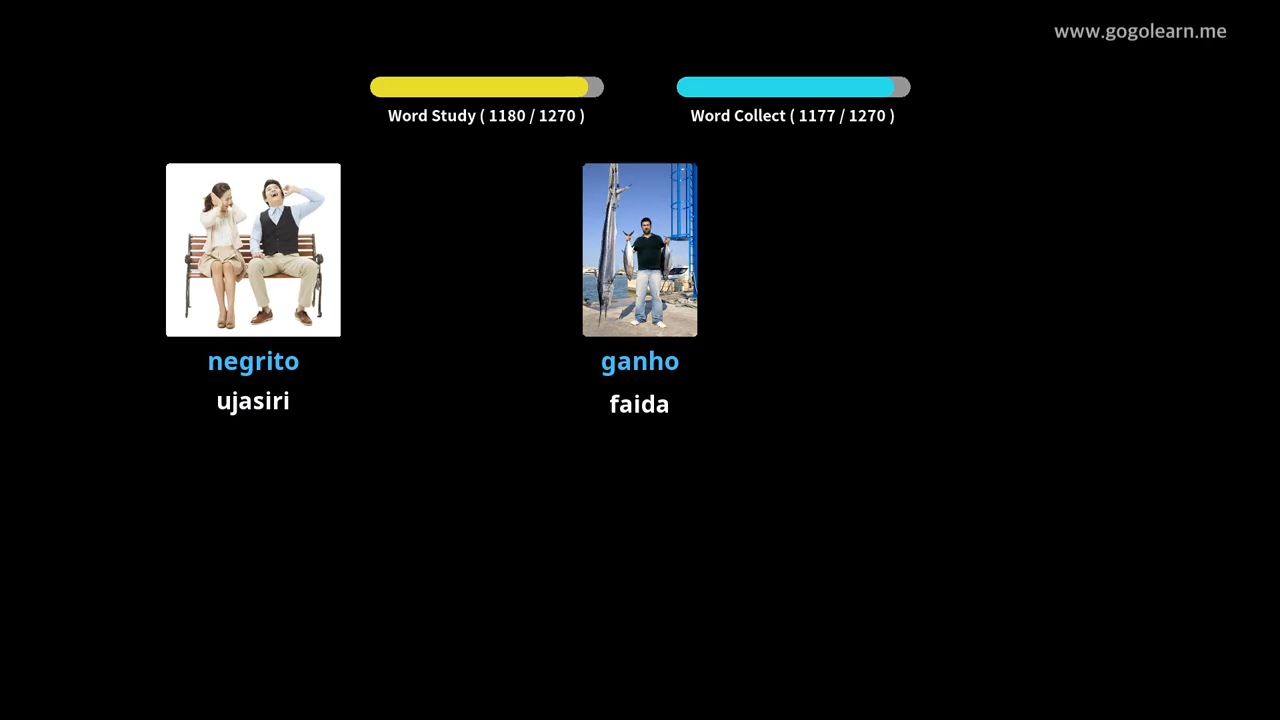 www.gogolearn.me
Word Study ( 1180 / 1270 )
Word Collect ( 1177 / 1270 )
negrito
ganho
ujasiri
faida